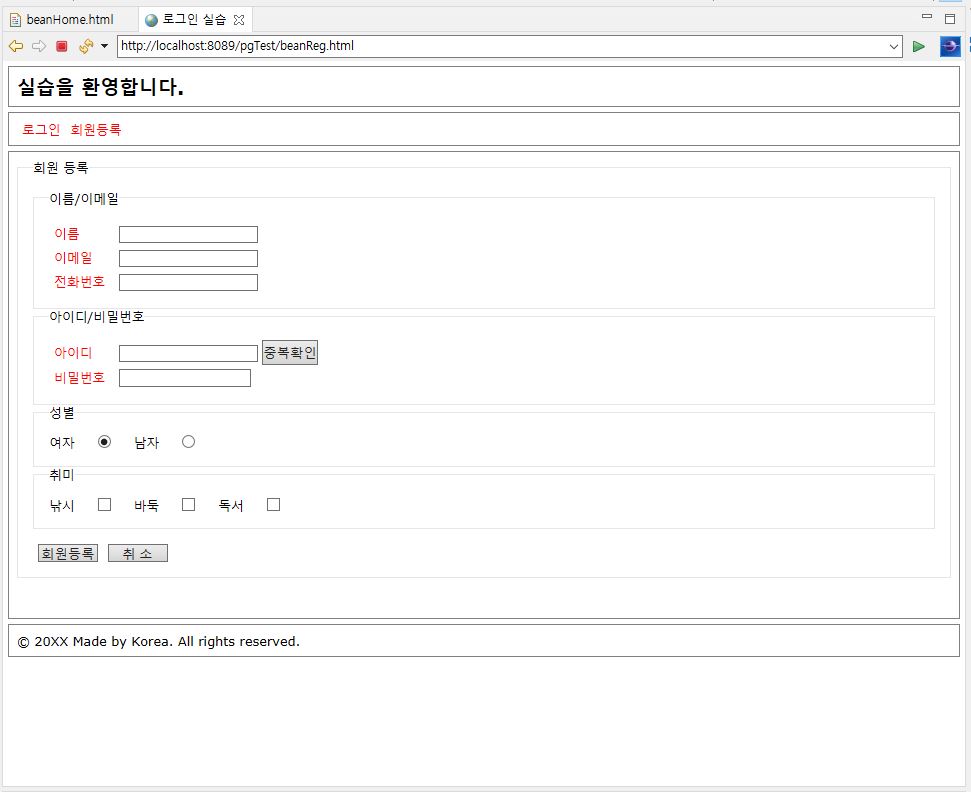 beanHome.html 로그인 실습
http://localhost:8089/pgTest/beanReg.html
실습을 환영합니다.
로그인 회원등록
회원 등록
이름/이메일
이름
이메일
전화번호
아이디/비밀번호
아이디 중복확인
비밀번호
성별
여자 남자
취미
낚시 바둑 독서
회원등록 취 소
© 20XX Made by Korea. All rights reserved.